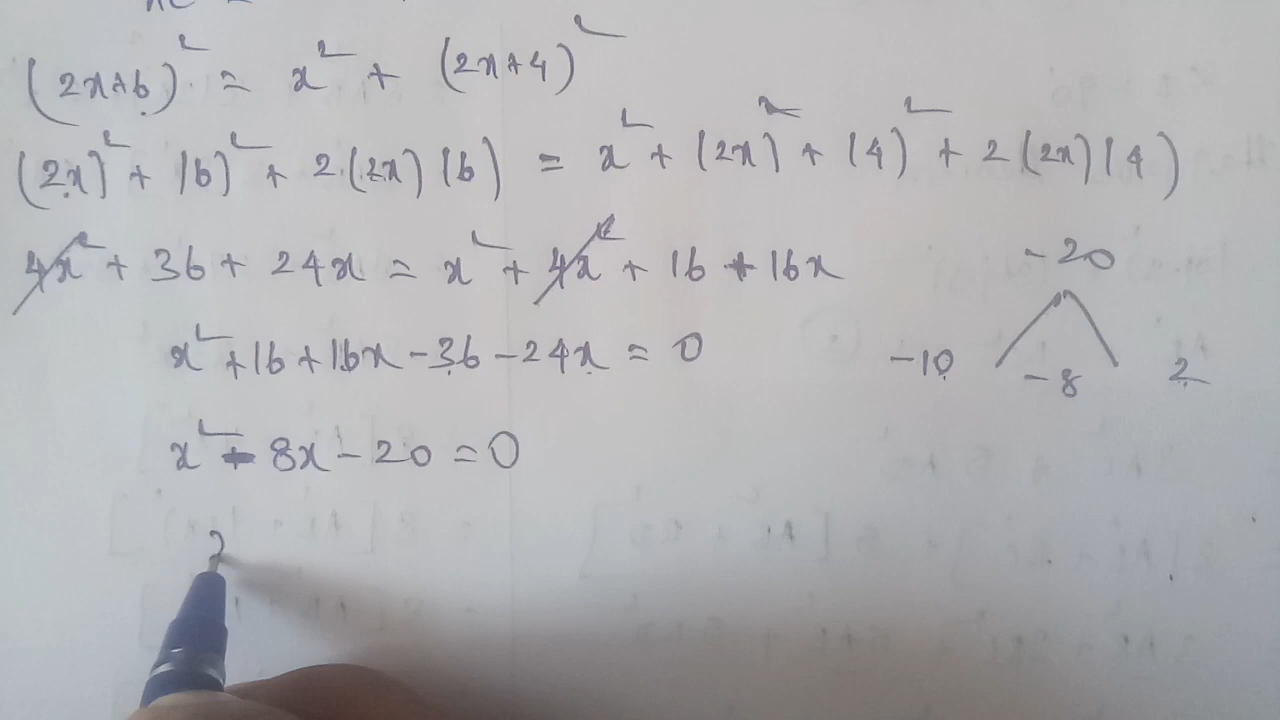 (2x+6)² = x² + (2x+4)²
(2x)² + (6)² + 2.(2x)(6) = x² + (2x)² + (4)² + 2(2x)(4)
4x² + 36 + 24x = x² + 4x² + 16 + 16x
x² + 16 + 16x - 36 - 24x = 0
x² - 8x - 20 = 0
-20
-10 -8 2